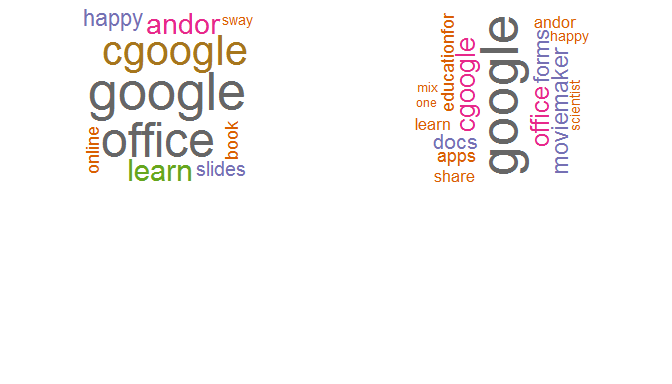 happy
andor
sway
cgoogle
google
office
online
book
learn
slides
google
andor
happy
educationfor
cgoogle
forms
moviemaker
office
mix
one
scientist
learn
docs
apps
share